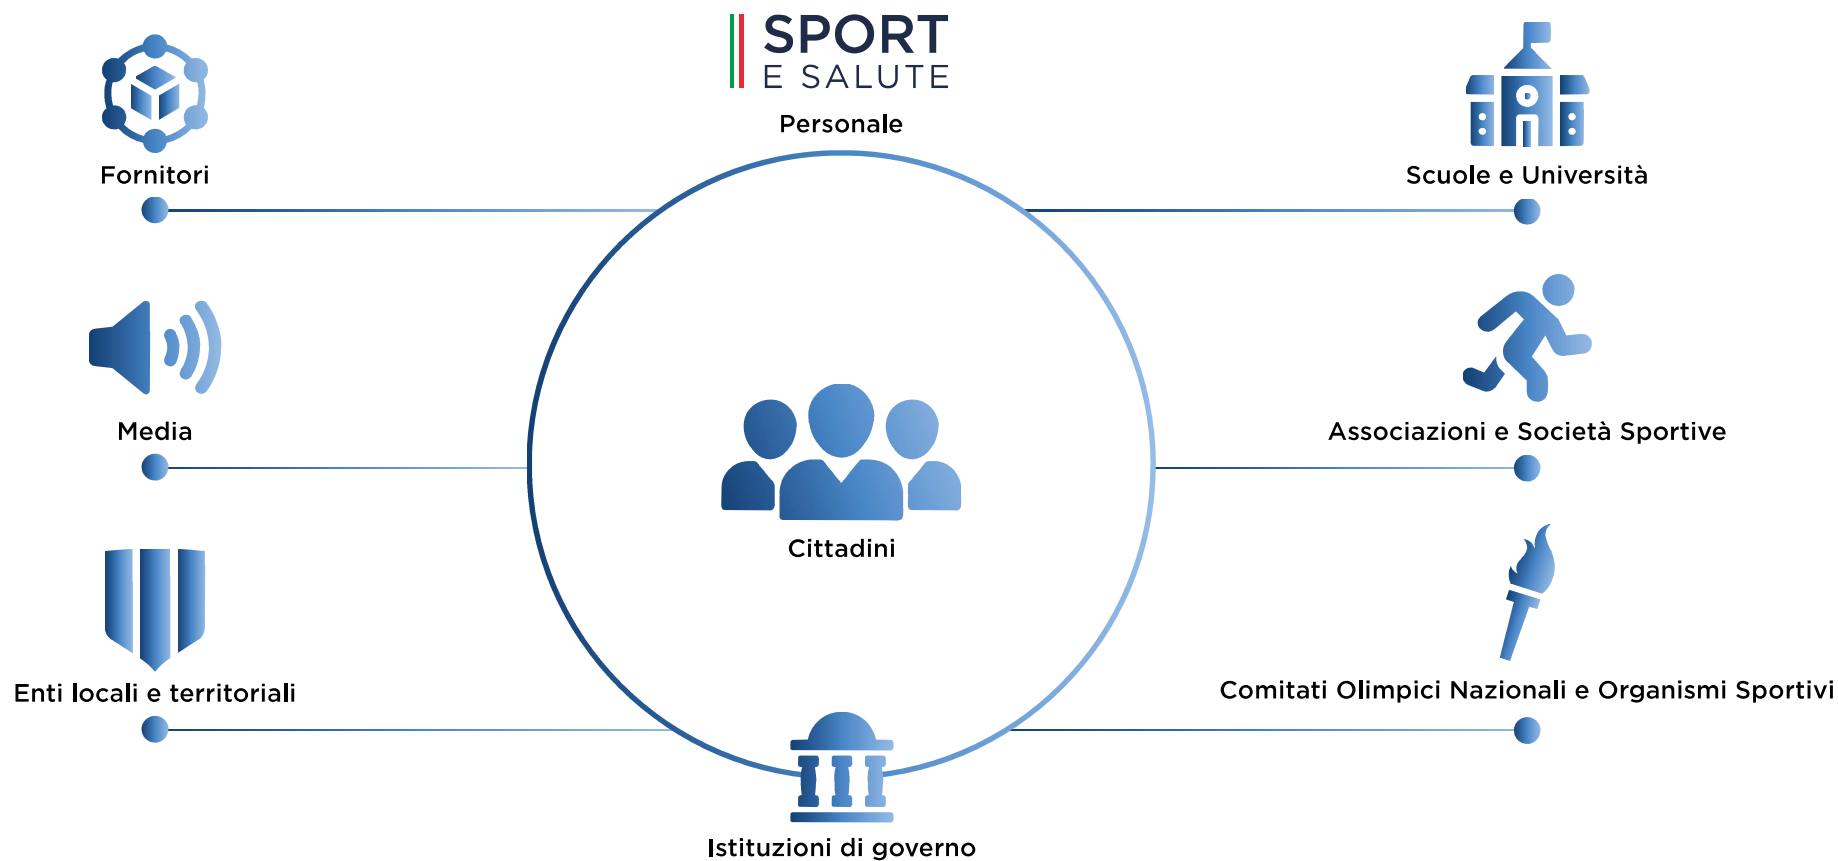 SPORT
E SALUTE
Personale
Fornitori
Scuole e Università
Media
Associazioni e Società Sportive
Cittadini
Enti locali e territoriali
Comitati Olimpici Nazionali e Organismi Sportivi
Istituzioni di governo